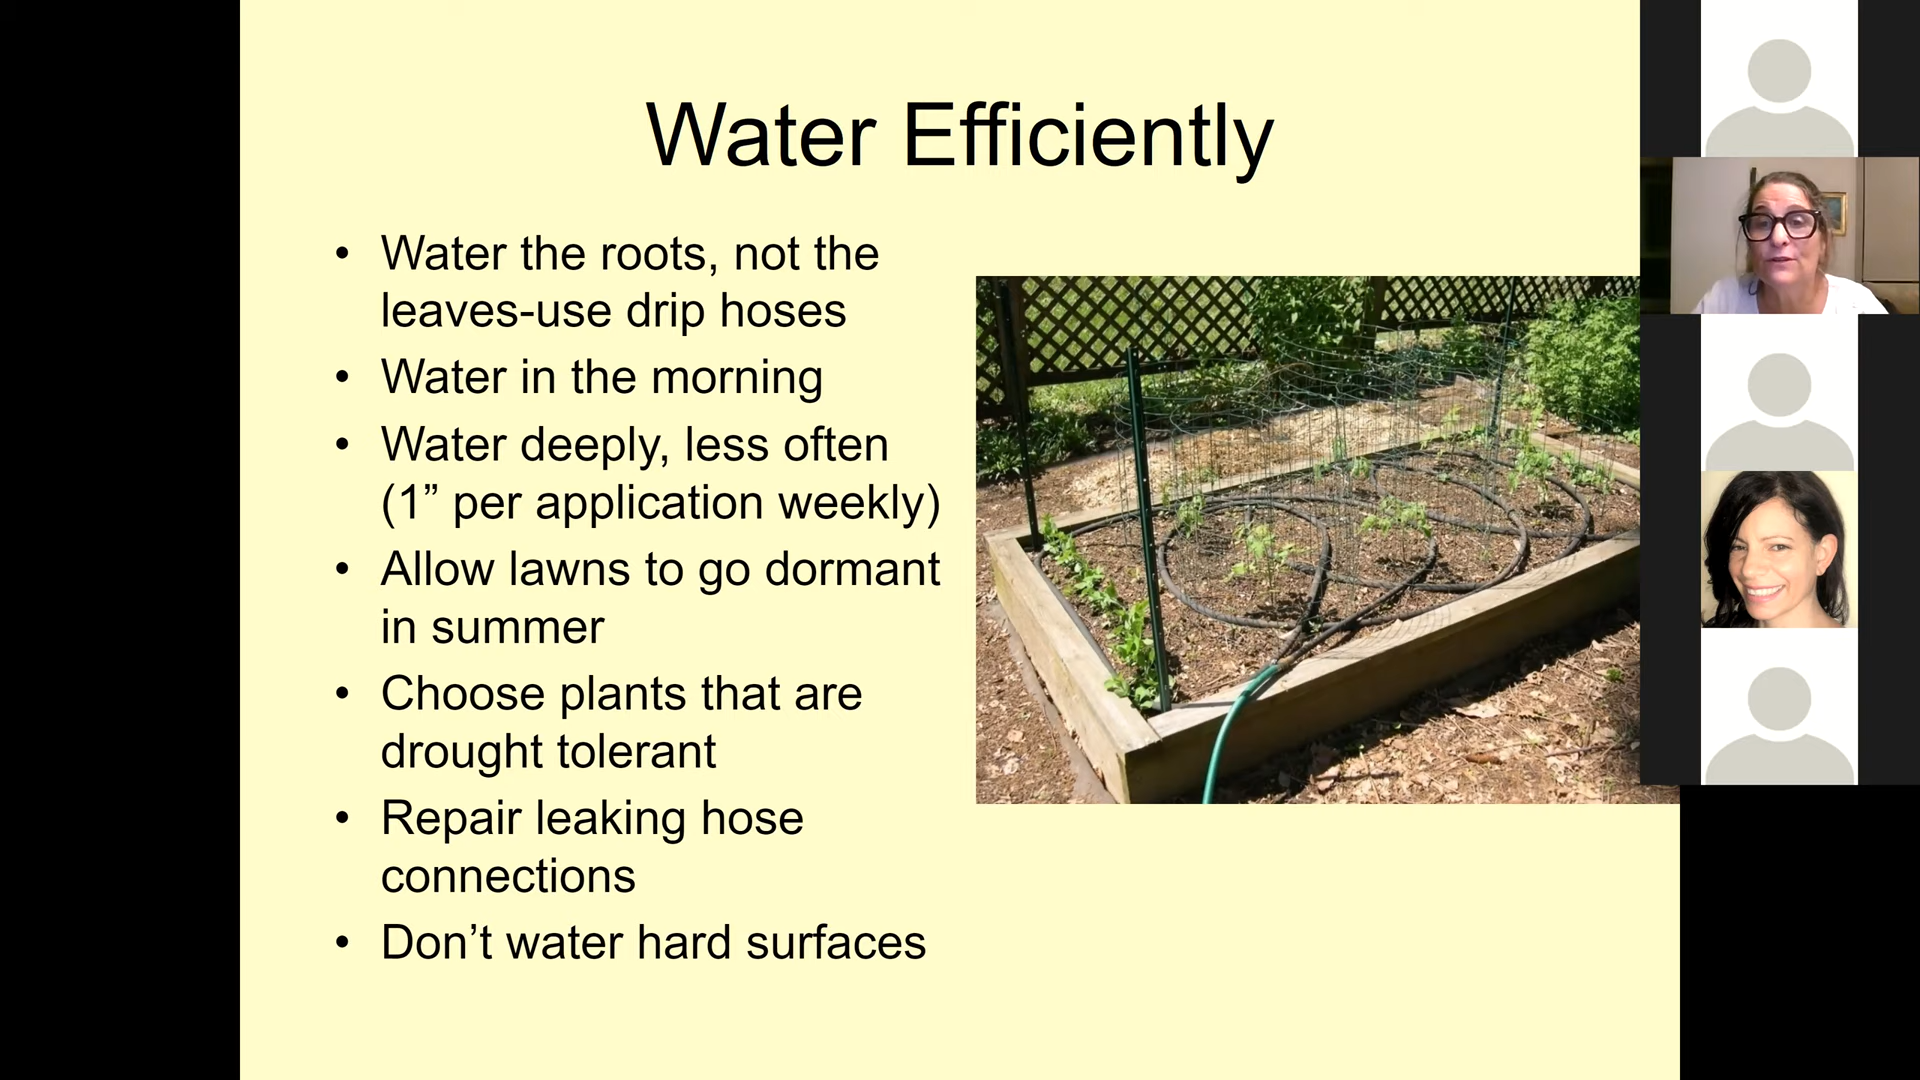 Water Efficiently
• Water the roots, not the
leaves-use drip hoses
• Water in the morning
• Water deeply, less often
(1” per application weekly)
• Allow lawns to go dormant
in summer
• Choose plants that are
drought tolerant
• Repair leaking hose
connections
• Don’t water hard surfaces